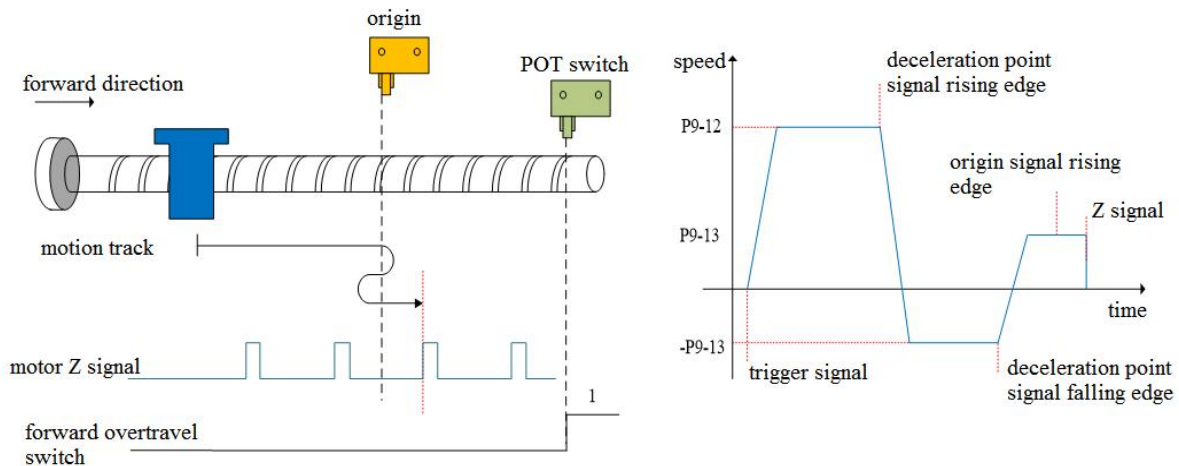 origin
POT switch
forward direction
motion track
motor Z signal
1
forward overtravel
switch
speed
deceleration point
signal rising edge
P9-12
origin signal rising
edge
Z signal
P9-13
time
-P9-13
trigger signal
deceleration point
signal falling edge